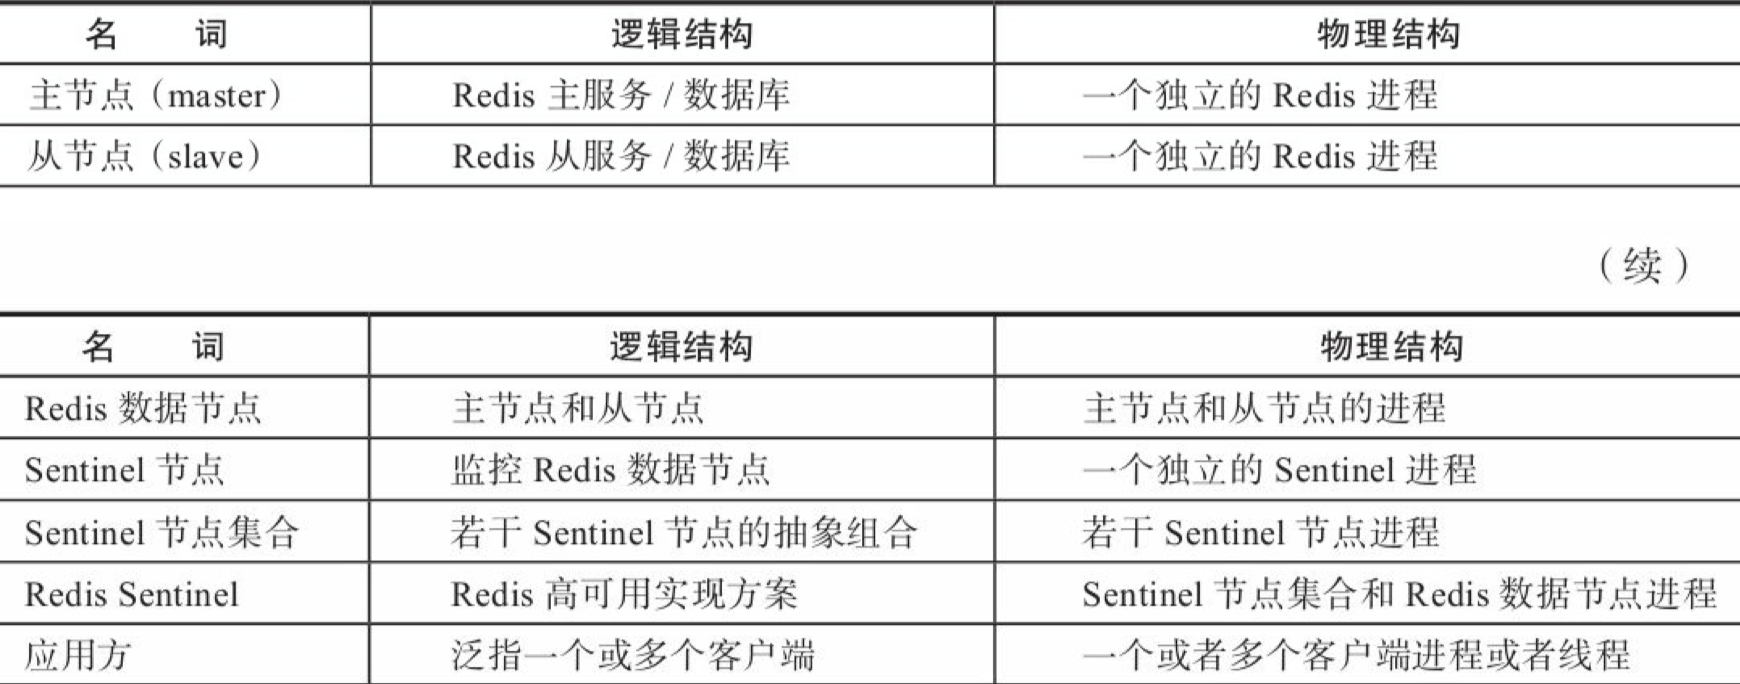 名 词 逻辑结构 物理结构
主节点（master） Redis 主服务 / 数据库 一个独立的 Redis 进程
从节点（slave） Redis 从服务 / 数据库 一个独立的 Redis 进程
（续）
名 词 逻辑结构 物理结构
Redis 数据节点 主节点和从节点 主节点和从节点的进程
Sentinel 节点 监控 Redis 数据节点 一个独立的 Sentinel 进程
Sentinel 节点集合 若干 Sentinel 节点的抽象组合 若干 Sentinel 节点进程
Redis Sentinel Redis 高可用实现方案 Sentinel 节点集合和 Redis 数据节点进程
应用方 泛指一个或多个客户端 一个或者多个客户端进程或者线程